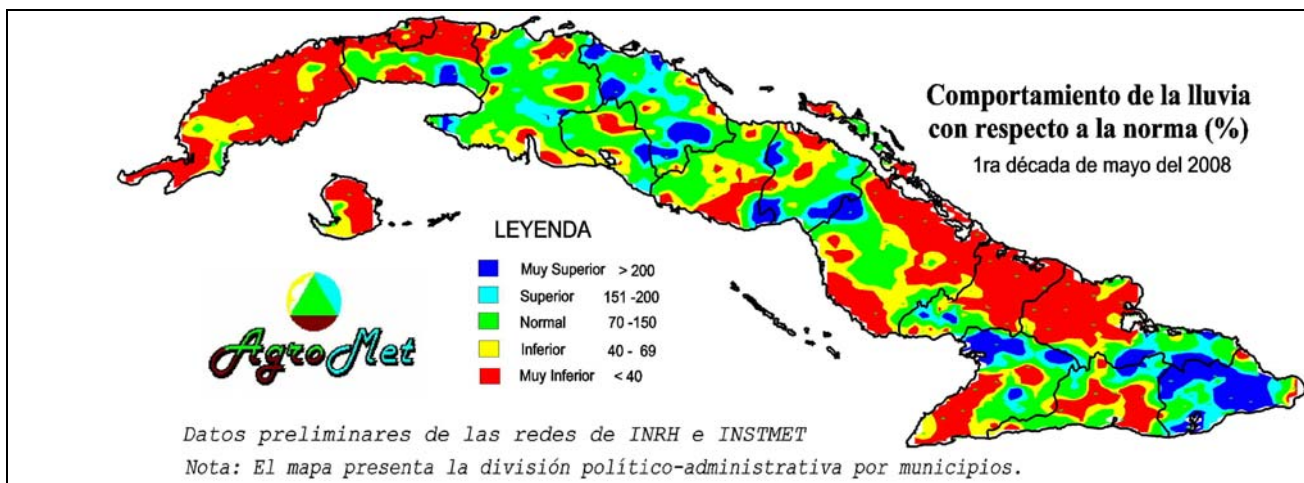 Comportamiento de la lluvia
con respecto a la norma (%)
1ra década de mayo del 2008
LEYENDA
Muy Superior > 200
Superior 151 -200
Normal 70 -150
Inferior 40 - 69
Muy Inferior < 40
AgroMet
Datos preliminares de las redes de INRH e INSTMET
Nota: El mapa presenta la división político-administrativa por municipios.